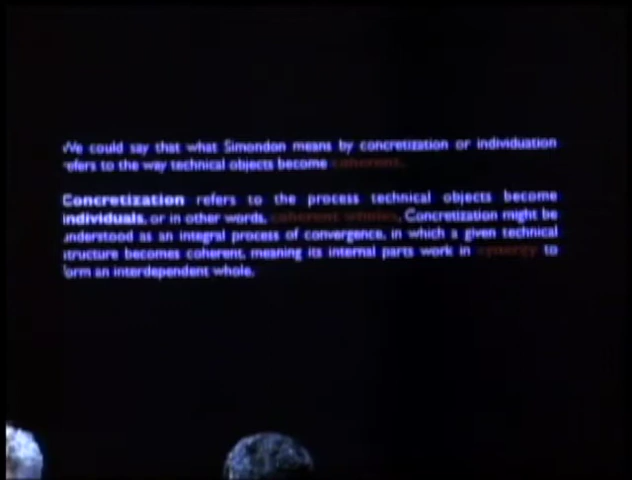 We could say that what Simondon means by concretization or individuation
refers to the way technical objects become coherent.
Concretization refers to the process technical objects become
individuals, or in other words, coherent wholes. Concretization might be
understood as an integral process of convergence, in which a given technical
structure becomes coherent, meaning its internal parts work in synergy to
form an interdependent whole.